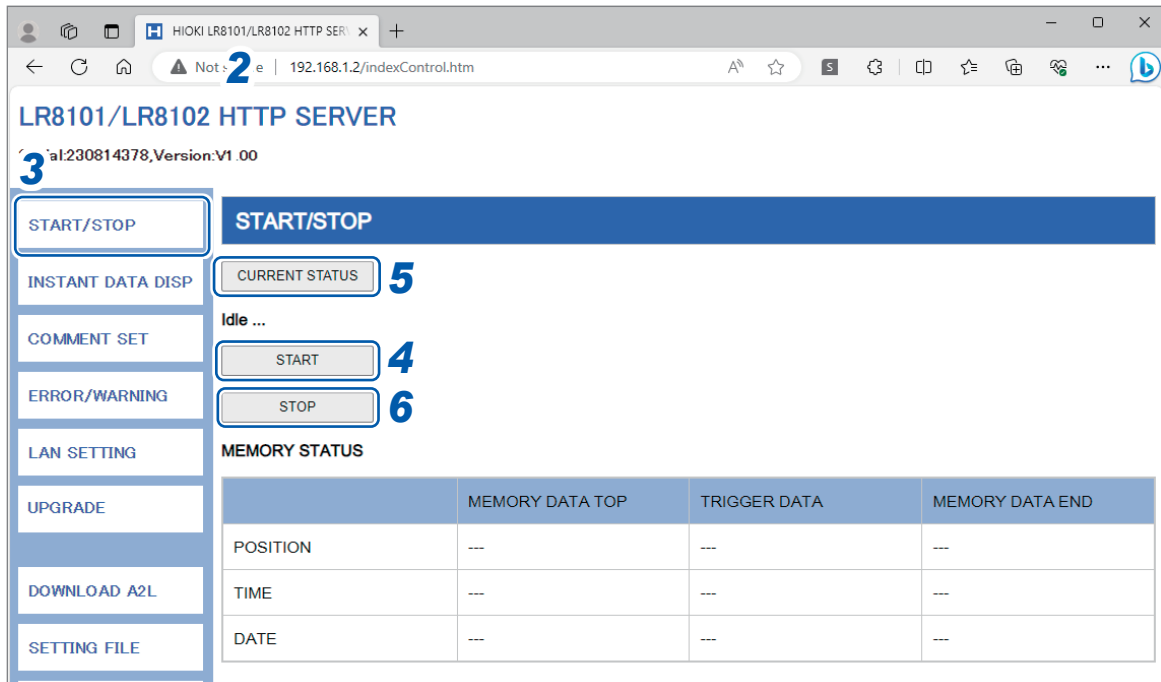 HIOKI LR8101/LR8102 HTTP SER
2
192.168.1.2/indexControl.htm
LR8101/LR8102 HTTP SERVER
3
:230814378,Version:V1.00
START/STOP
INSTANT DATA DISP
COMMENT SET
ERROR/WARNING
LAN SETTING
UPGRADE
DOWNLOAD A2L
SETTING FILE
START/STOP
CURRENT STATUS 5
Idle ...
START 4
STOP 6
MEMORY STATUS
MEMORY DATA TOP TRIGGER DATA MEMORY DATA END
POSITION --- --- ---
TIME --- --- ---
DATE --- --- ---